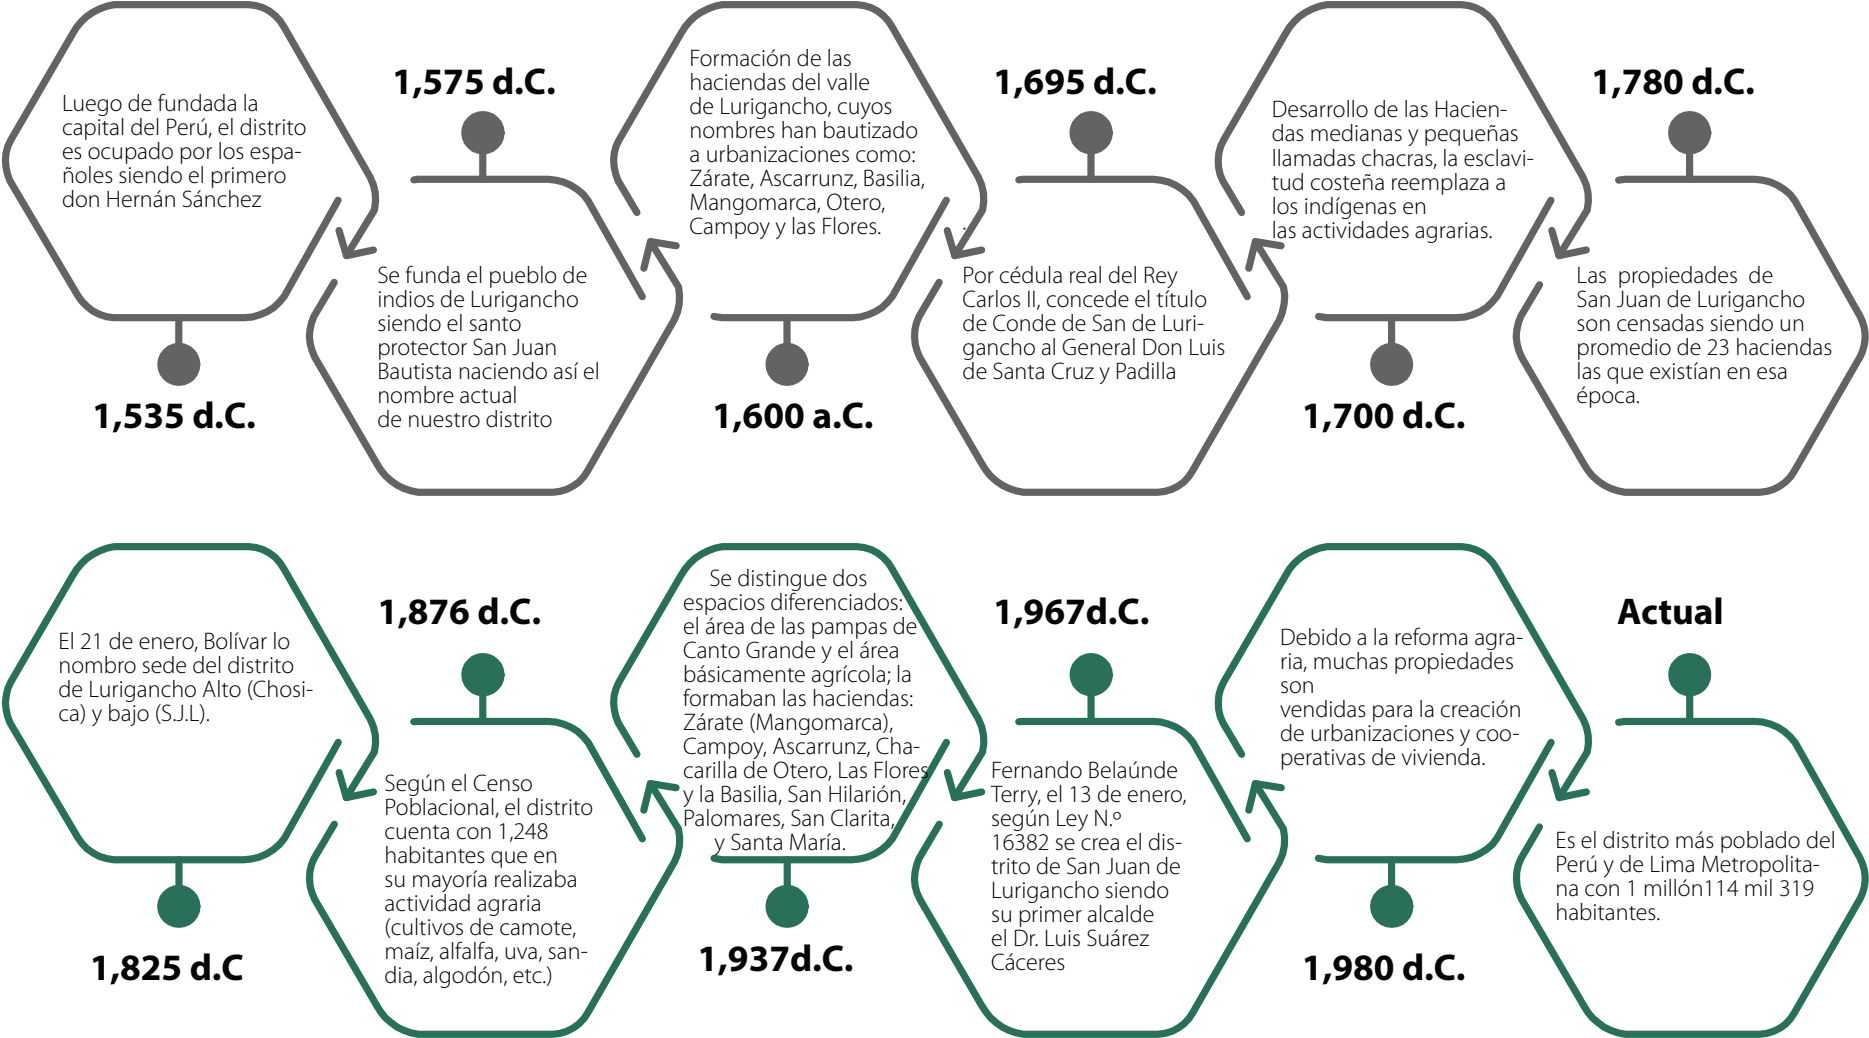 Luego de fundada la
capital del Perú, el distrito
es ocupado por los espa-
ñoles siendo el primero
don Hernán Sánchez
1,535 d.C.
1,575 d.C.
Se funda el pueblo de
indios de Lurigancho
siendo el santo
protector San Juan
Bautista naciendo así el
nombre actual
de nuestro distrito
Formación de las
haciendas del valle
de Lurigancho, cuyos
nombres han bautizado
a urbanizaciones como:
Zárate, Ascarrunz, Basilia,
Mangomarca, Otero,
Campoy y las Flores.
1,600 a.C.
1,695 d.C.
.
Por cédula real del Rey
Carlos II, concede el título
de Conde de San de Luri-
gancho al General Don Luis
de Santa Cruz y Padilla
Desarrollo de las Hacien-
das medianas y pequeñas
llamadas chacras, la esclavi-
tud costeña reemplaza a
los indígenas en
las actividades agrarias.
1,700 d.C.
1,780 d.C.
Las propiedades de
San Juan de Lurigancho
son censadas siendo un
promedio de 23 haciendas
las que existían en esa
época.
El 21 de enero, Bolívar lo
nombro sede del distrito
de Lurigancho Alto (Chosi-
ca) y bajo (S.J.L).
1,825 d.C
1,876 d.C.
Según el Censo
Poblacional, el distrito
cuenta con 1,248
habitantes que en
su mayoría realizaba
actividad agraria
(cultivos de camote,
maíz, alfalfa, uva, san-
dia, algodón, etc.)
Se distingue dos
espacios diferenciados:
el área de las pampas de
Canto Grande y el área
básicamente agrícola; la
formaban las haciendas:
Zárate (Mangomarca),
Campoy, Ascarrunz, Cha-
carilla de Otero, Las Flores
y la Basilia, San Hilarión,
Palomares, San Clarita,
y Santa María.
1,937d.C.
1,967d.C.
Fernando Belaúnde
Terry, el 13 de enero,
según Ley N.º
16382 se crea el dis-
trito de San Juan de
Lurigancho siendo
su primer alcalde
el Dr. Luis Suárez
Cáceres
Debido a la reforma agra-
ria, muchas propiedades
son
vendidas para la creación
de urbanizaciones y coo-
perativas de vivienda.
1,980 d.C.
Actual
Es el distrito más poblado del
Perú y de Lima Metropolita-
na con 1 millón114 mil 319
habitantes.